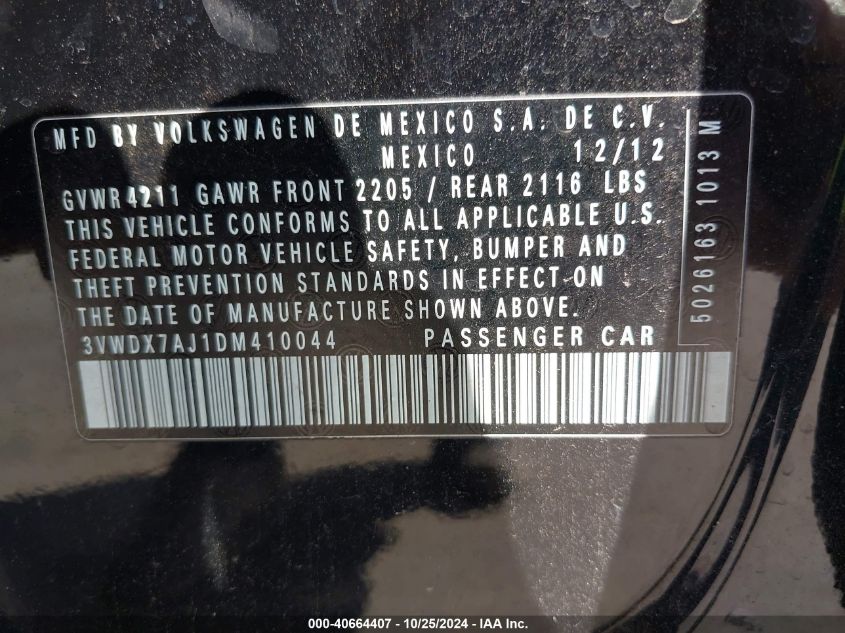 MFD BY VOLKSWAGEN DE MEXICO S.A. DE C.V.
MEXICO 12/12
GVWR 4211 GAWR FRONT 2205 / REAR 2116 LBS
THIS VEHICLE CONFORMS TO ALL APPLICABLE U.S.
FEDERAL MOTOR VEHICLE SAFETY, BUMPER AND
THEFT PREVENTION STANDARDS IN EFFECT ON
THE DATE OF MANUFACTURE SHOWN ABOVE.
3VWDX7AJ1DM410044 PASSENGER CAR
5026163 1013 M
000-40664407 - 10/25/2024 - IAA Inc.